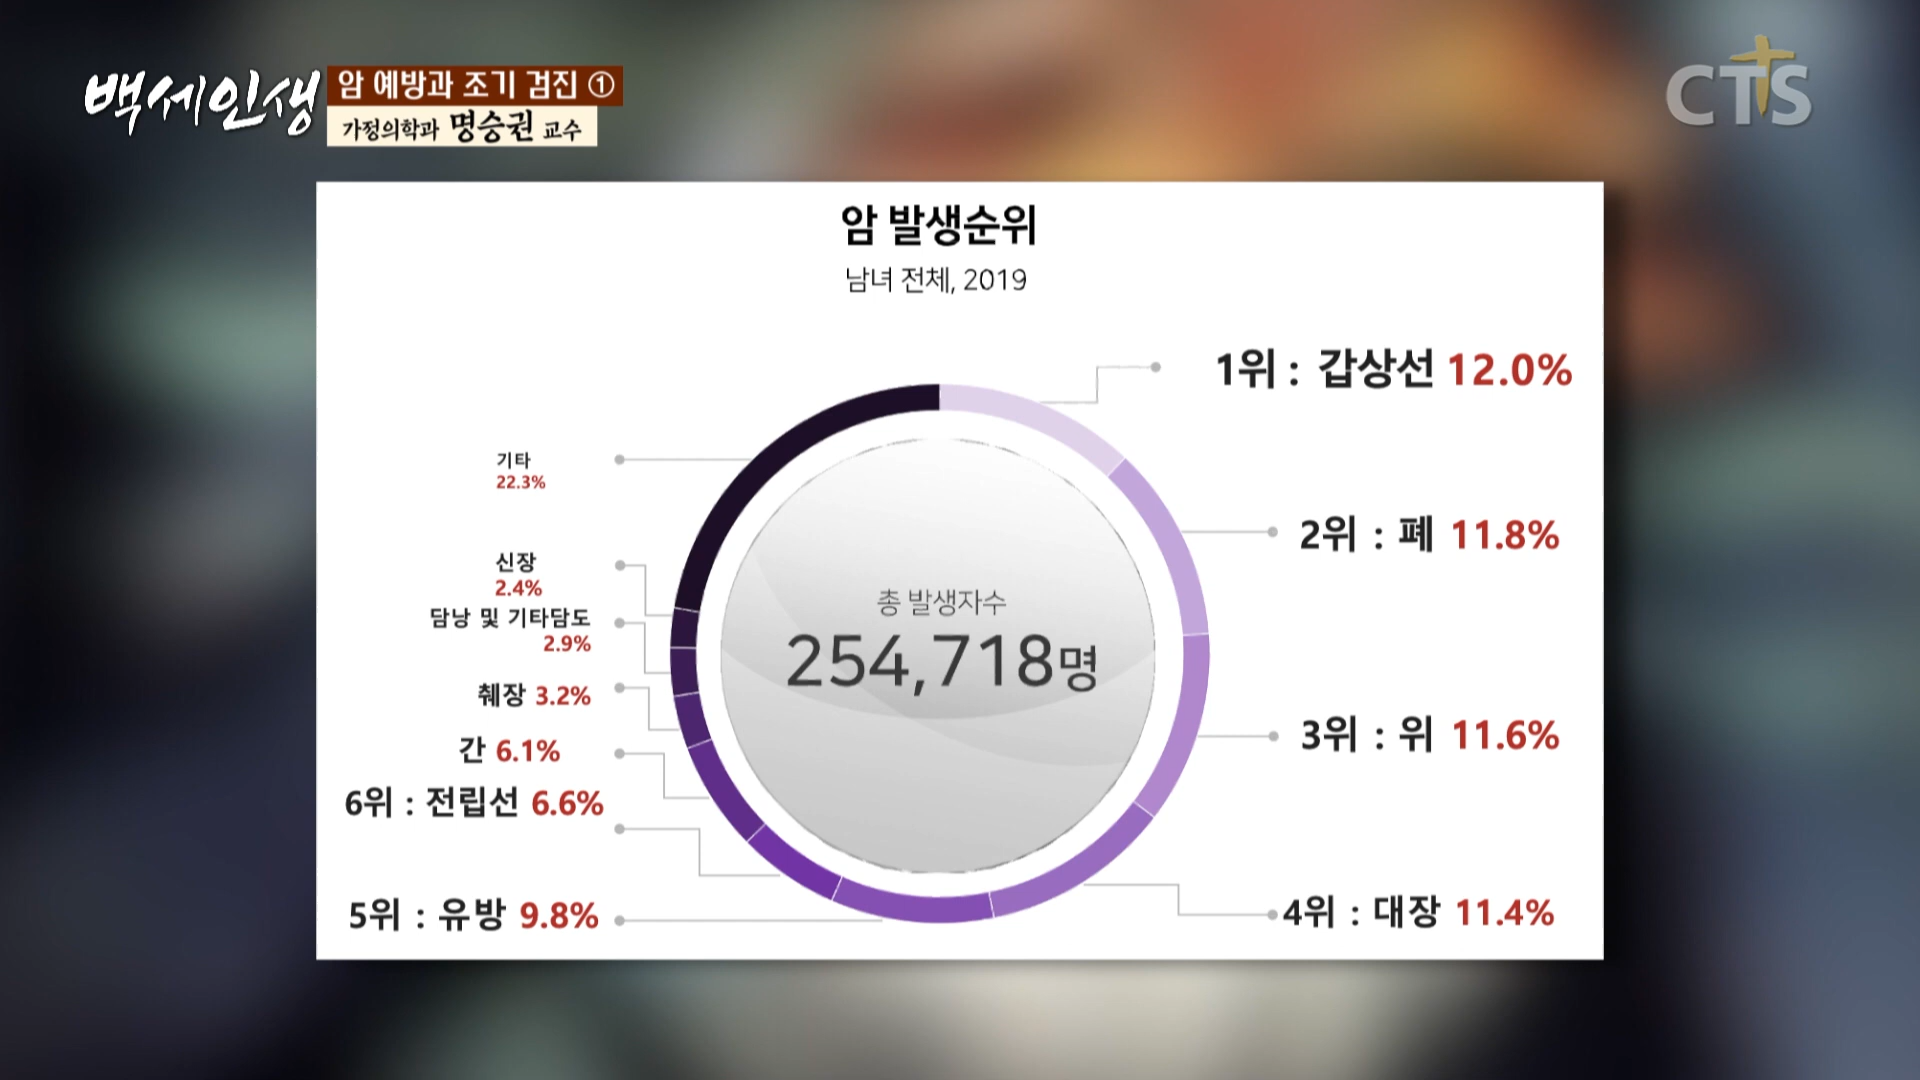 백세인생
암 예방과 조기 검진 ①
가정의학과 명승권 교수
CTS
암 발생순위
남녀 전체, 2019
1위 : 갑상선 12.0%
2위 : 폐 11.8%
3위 : 위 11.6%
4위 : 대장 11.4%
5위 : 유방 9.8%
6위 : 전립선 6.6%
간 6.1%
췌장 3.2%
담낭 및 기타담도
2.9%
신장
2.4%
기타
22.3%
총 발생자수
254,718명